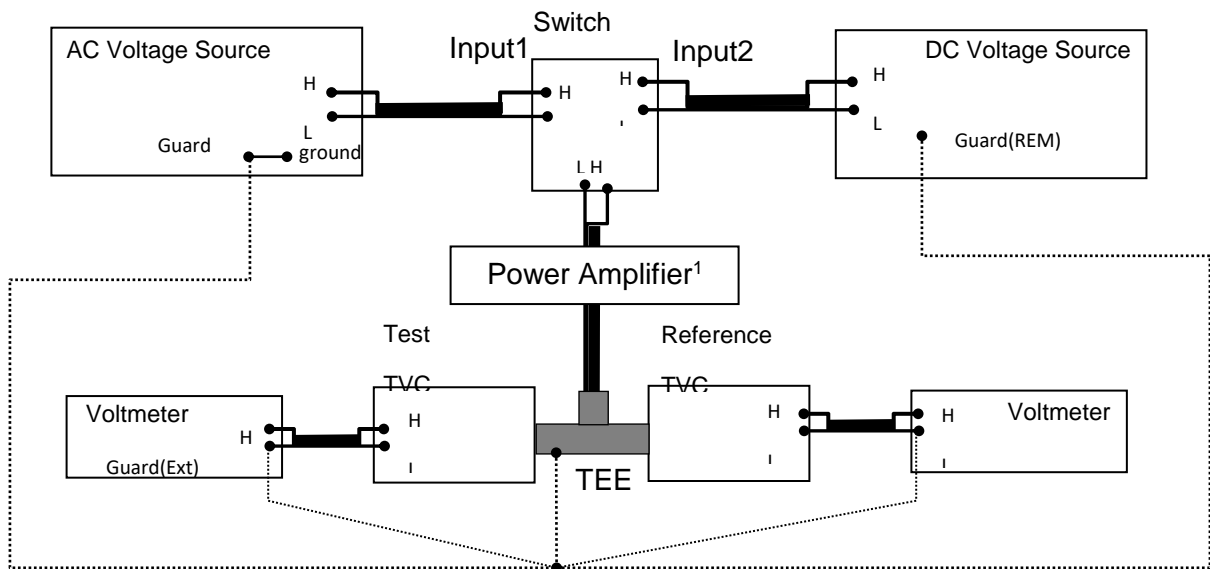 Switch
AC Voltage Source
Input1
Input2
DC Voltage Source
H
H
H
H
L
L
Guard
ground
Guard(REM)
L H
Power Amplifier1
Test
TVC
Reference
TVC
Voltmeter
H
H
H
H
Voltmeter
Guard(Ext)
TEE